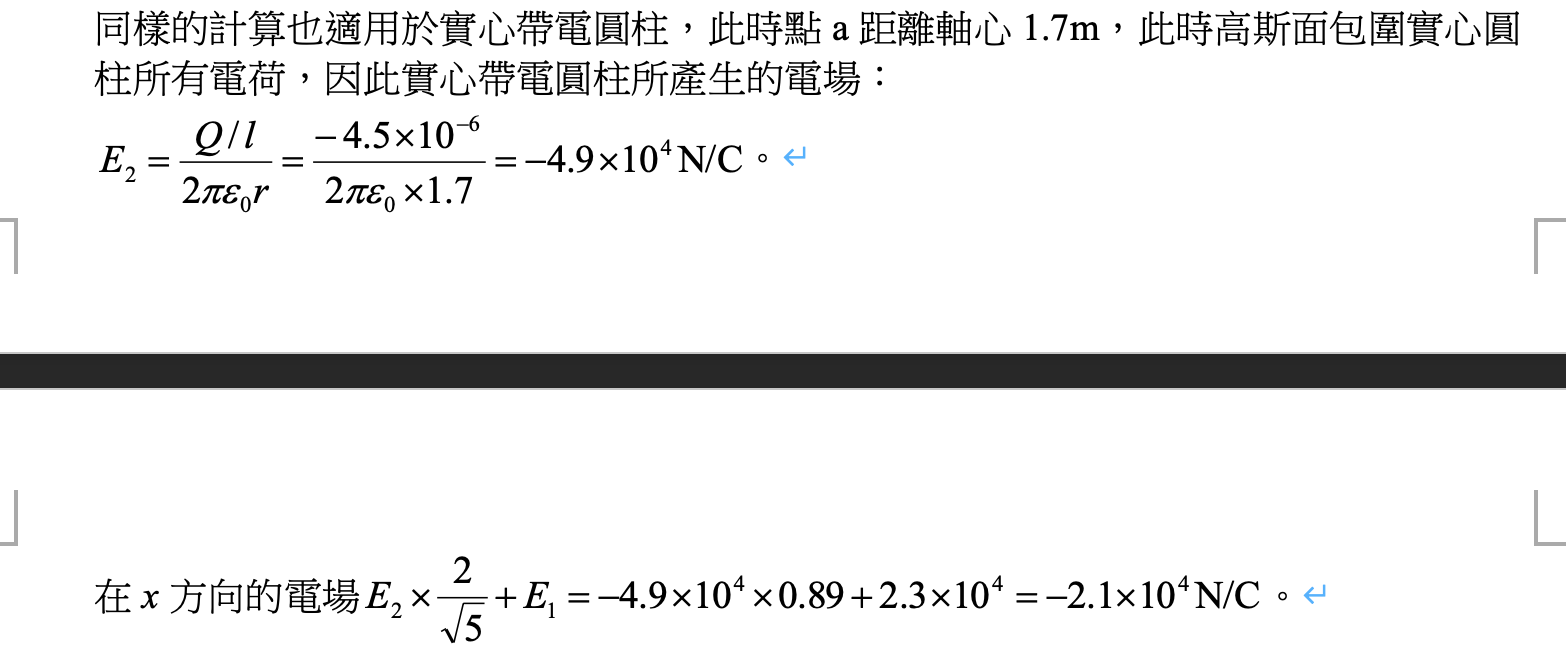 同樣的計算也適用於實心帶電圓柱，此時點 a 距離軸心 1.7m，此時高斯面包圍實心圓
柱所有電荷，因此實心帶電圓柱所產生的電場：
E₂ = (Q/l)/(2πε₀r) = (−4.5×10⁻⁶)/(2πε₀×1.7) = −4.9×10⁴ N/C。↵
在 x 方向的電場 E₂ × 2/√5 + E₁ = −4.9×10⁴ × 0.89 + 2.3×10⁴ = −2.1×10⁴ N/C。↵